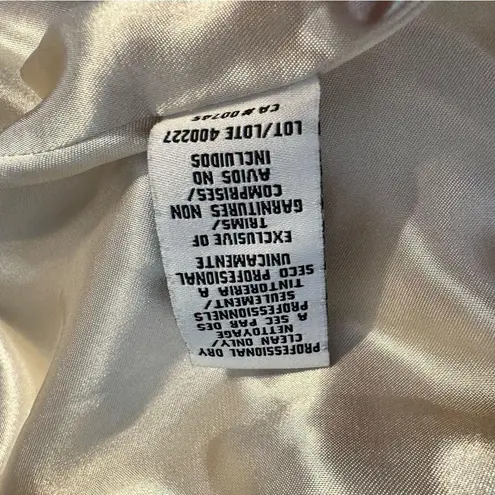 PROFESSIONAL DRY
CLEAN ONLY/
NETTOYAGE
A SEC PAR DES
PROFESSIONNELS
SEULEMENT/
TINTORERIA A
SECO PROFESIONAL
UNICAMENTE
EXCLUSIVE OF
TRIMS/
GARNITURES NON
COMPRISES/
AVIOS NO
INCLUIDOS
LOT/LOTE 400227
CA# 00745